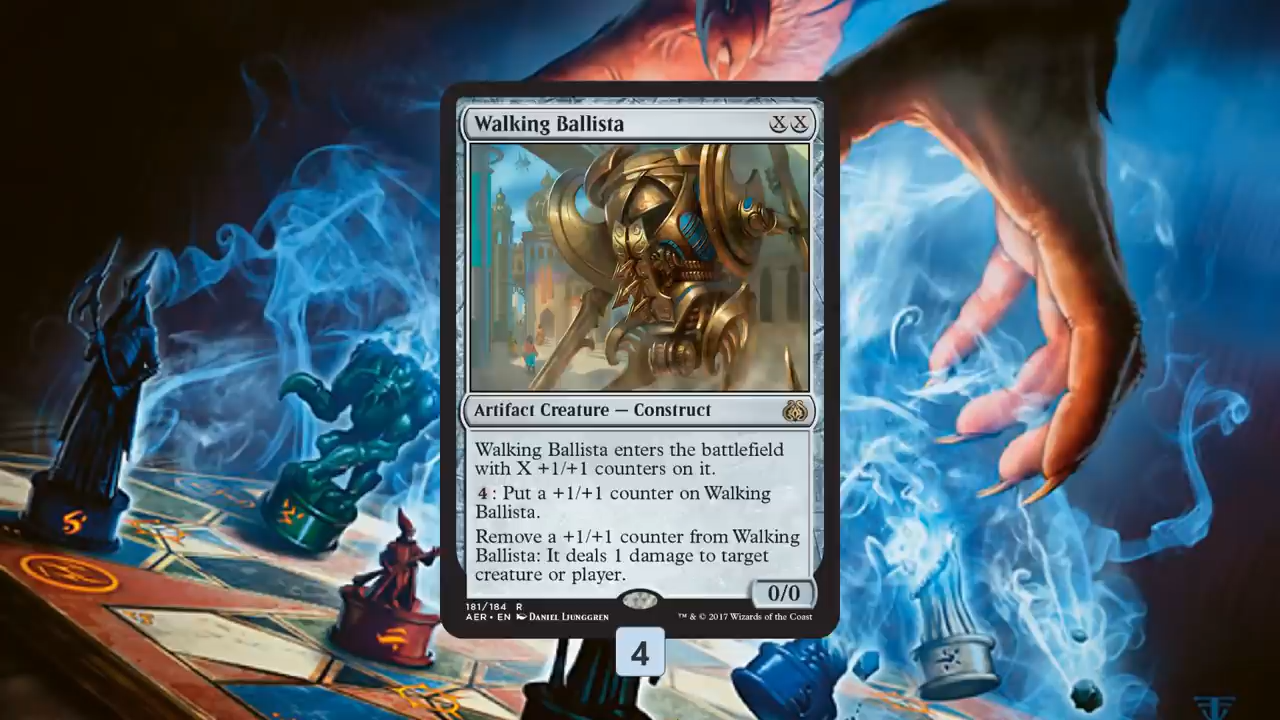 Walking Ballista XX
Artifact Creature — Construct
Walking Ballista enters the battlefield
with X +1/+1 counters on it.
4: Put a +1/+1 counter on Walking
Ballista.
Remove a +1/+1 counter from Walking
Ballista: It deals 1 damage to target
creature or player.
0/0
181/184 R
AER • EN Daniel Ljunggren ™ & © 2017 Wizards of the Coast
4